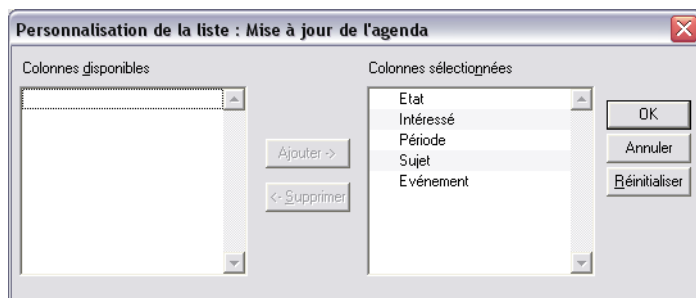 Personnalisation de la liste : Mise à jour de l'agenda
Colonnes disponibles
Colonnes sélectionnées
Etat
Intéressé
Période
Sujet
Evénement
Ajouter ->
<- Supprimer
OK
Annuler
Réinitialiser